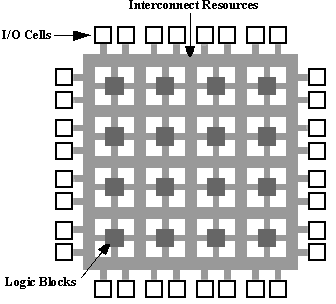 Interconnect Resources
I/O Cells
Logic Blocks